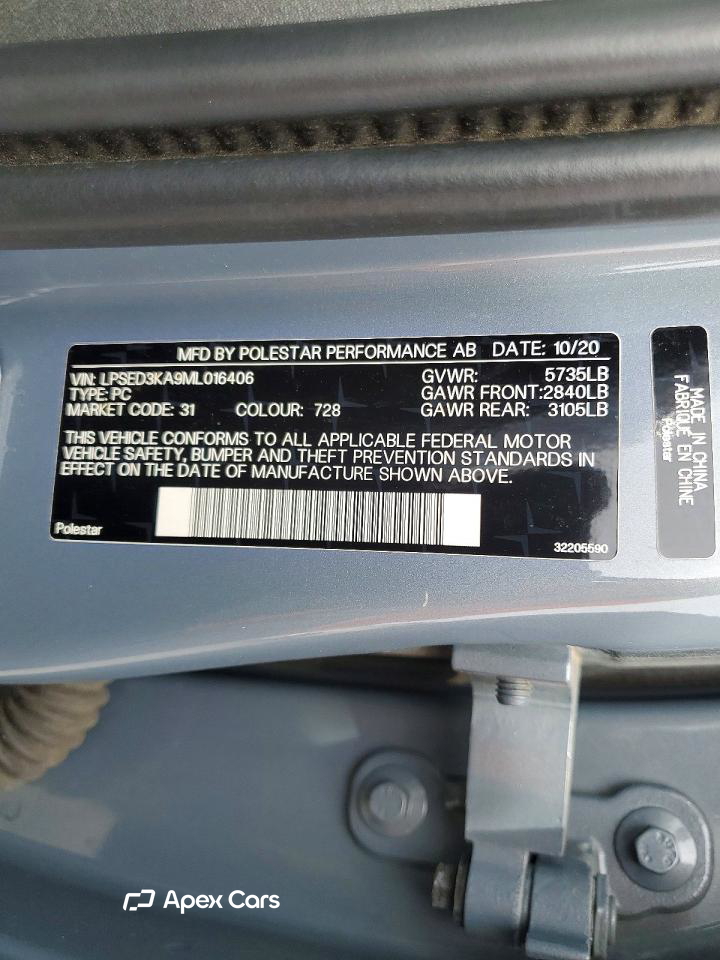 MFD BY POLESTAR PERFORMANCE AB DATE: 10/20
VIN: LPSED3KA9ML016406 GVWR: 5735LB
TYPE: PC GAWR FRONT:2840LB
MARKET CODE: 31 COLOUR: 728 GAWR REAR: 3105LB
THIS VEHICLE CONFORMS TO ALL APPLICABLE FEDERAL MOTOR
VEHICLE SAFETY, BUMPER AND THEFT PREVENTION STANDARDS IN
EFFECT ON THE DATE OF MANUFACTURE SHOWN ABOVE.
Polestar
32205590
MADE IN CHINA
FABRIQUE EN CHINE
Polestar
Apex Cars